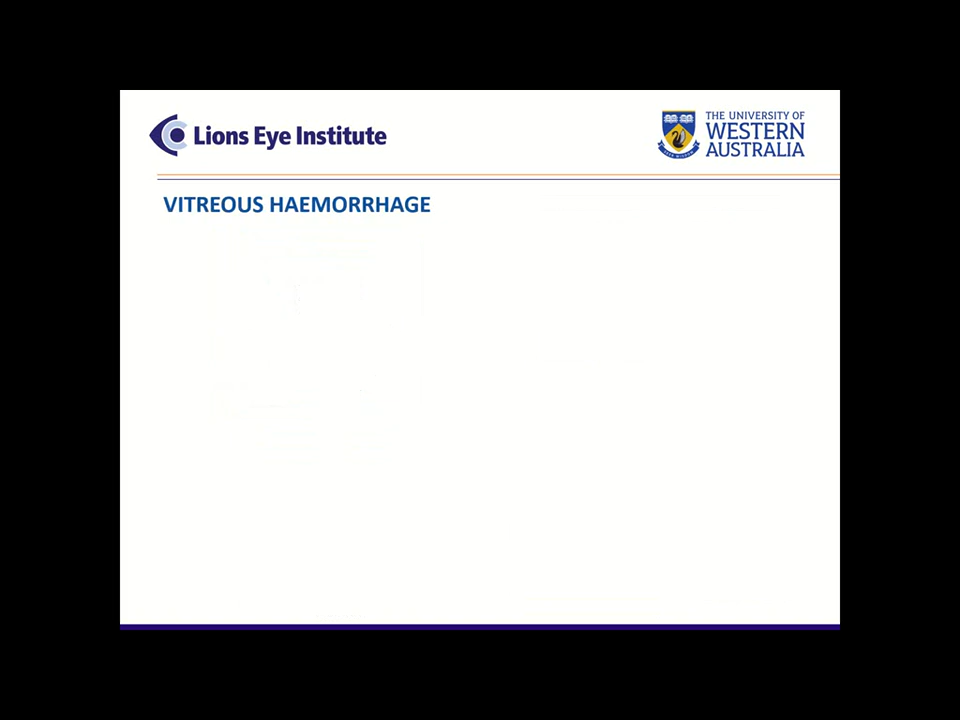 Lions Eye Institute
THE UNIVERSITY OF
WESTERN
AUSTRALIA
VITREOUS HAEMORRHAGE